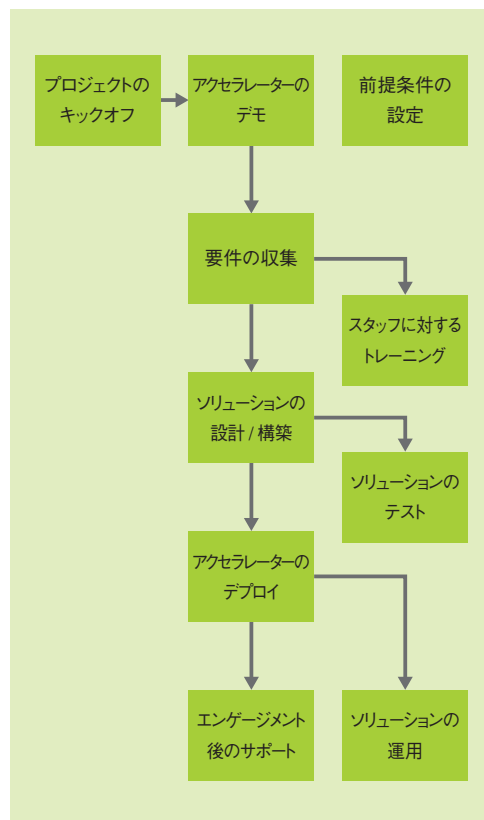 プロジェクトの
キックオフ
アクセラレーターの
デモ
前提条件の
設定
要件の収集
スタッフに対する
トレーニング
ソリューションの
設計 / 構築
ソリューションの
テスト
アクセラレーターの
デプロイ
エンゲージメント
後のサポート
ソリューションの
運用